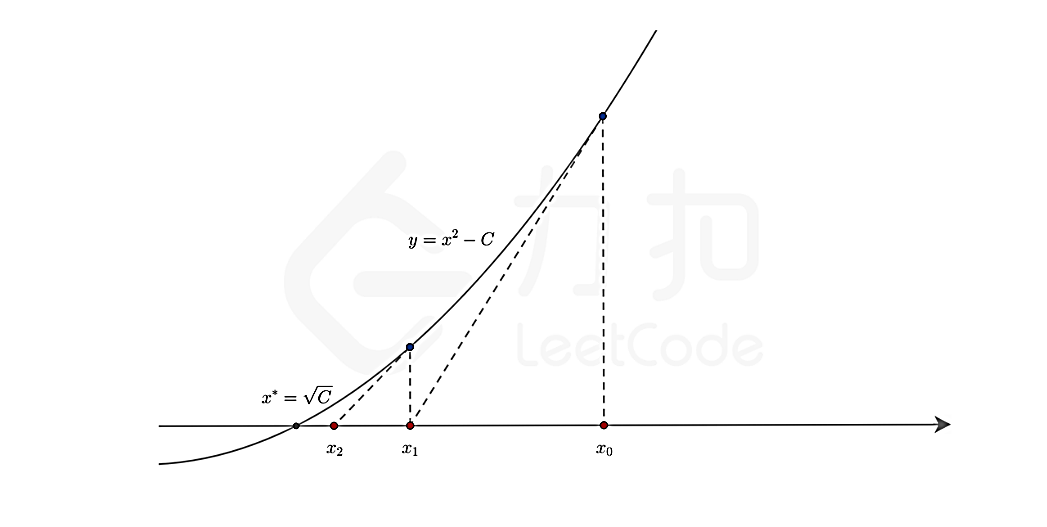 力扣
y = x² − C
LeetCode
x* = √C
x₂ x₁ x₀